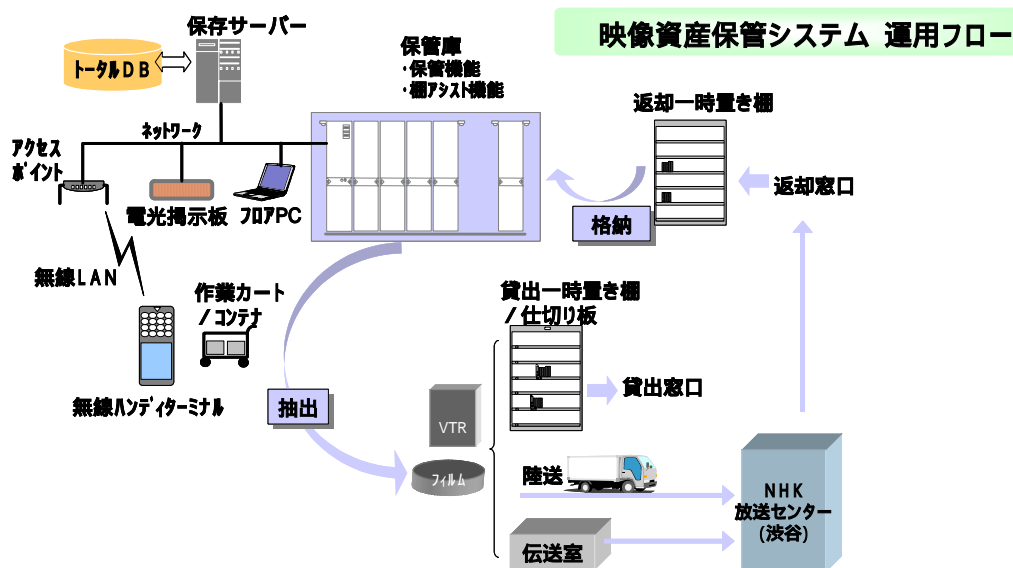 映像資産保管システム 運用フロー
保存サーバー
トータルDB
保管庫
・保管機能
・棚アシスト機能
返却一時置き棚
ネットワーク
アクセス
ポイント
電光掲示板
フロアPC
返却窓口
格納
無線LAN
作業カート
/コンテナ
貸出一時置き棚
/仕切り板
無線ハンディターミナル
抽出
貸出窓口
VTR
フィルム
陸送
伝送室
NHK
放送センター
(渋谷)